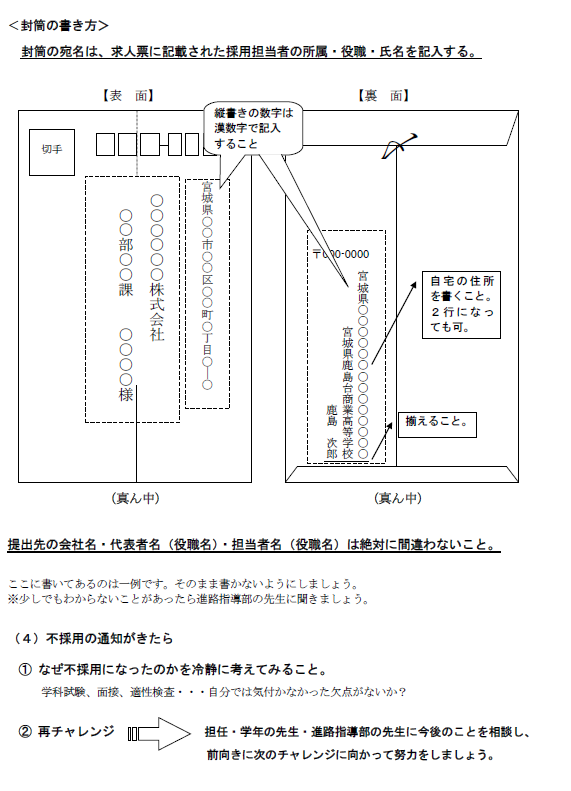 ＜封筒の書き方＞
封筒の宛名は、求人票に記載された採用担当者の所属・役職・氏名を記入する。
【表　面】
【裏　面】
縦書きの数字は
漢数字で記入
すること
切手
宮城県〇〇市〇〇区〇〇町〇丁目〇―〇
〇〇〇〇〇〇株式会社
〇〇部〇〇課　　〇〇〇〇様
〒000-0000
宮城県〇〇〇〇〇〇〇〇〇〇〇〇〇
宮城県鹿島台商業高等学校
鹿島　次郎
自宅の住所
を書くこと。
２行になっ
ても可。
揃えること。
(真ん中)
(真ん中)
提出先の会社名・代表者名（役職名）・担当者名（役職名）は絶対に間違わないこと。
ここに書いてあるのは一例です。そのまま書かないようにしましょう。
※少しでもわからないことがあったら進路指導部の先生に聞きましょう。
（４）不採用の通知がきたら
① なぜ不採用になったのかを冷静に考えてみること。
学科試験、面接、適性検査・・・自分では気付かなかった欠点がないか？
② 再チャレンジ
担任・学年の先生・進路指導部の先生に今後のことを相談し、
前向きに次のチャレンジに向かって努力をしましょう。